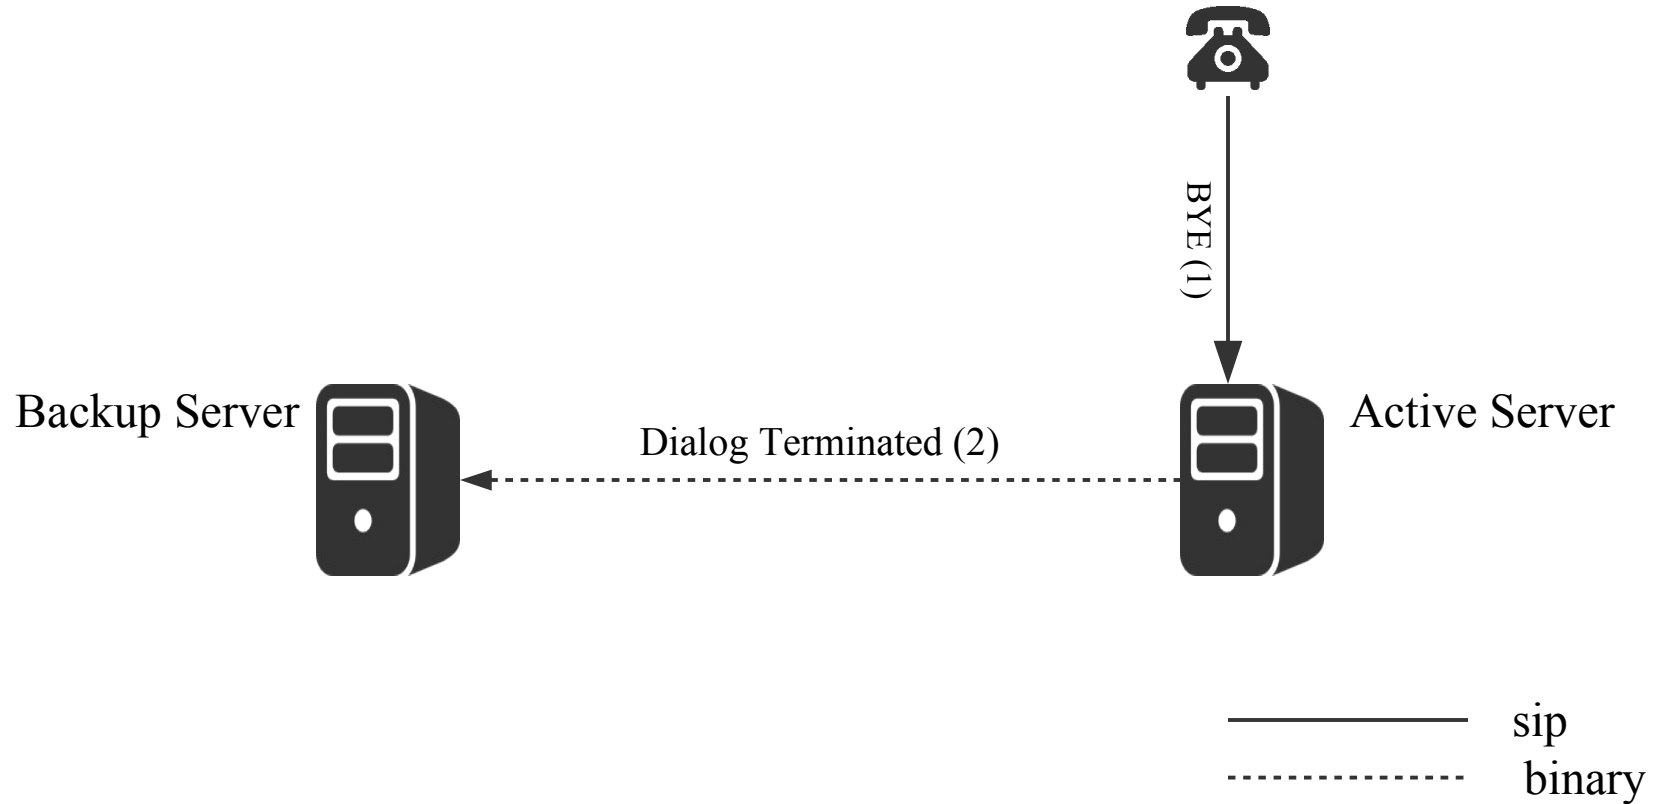 BYE (1)
Backup Server
Active Server
Dialog Terminated (2)
sip
binary